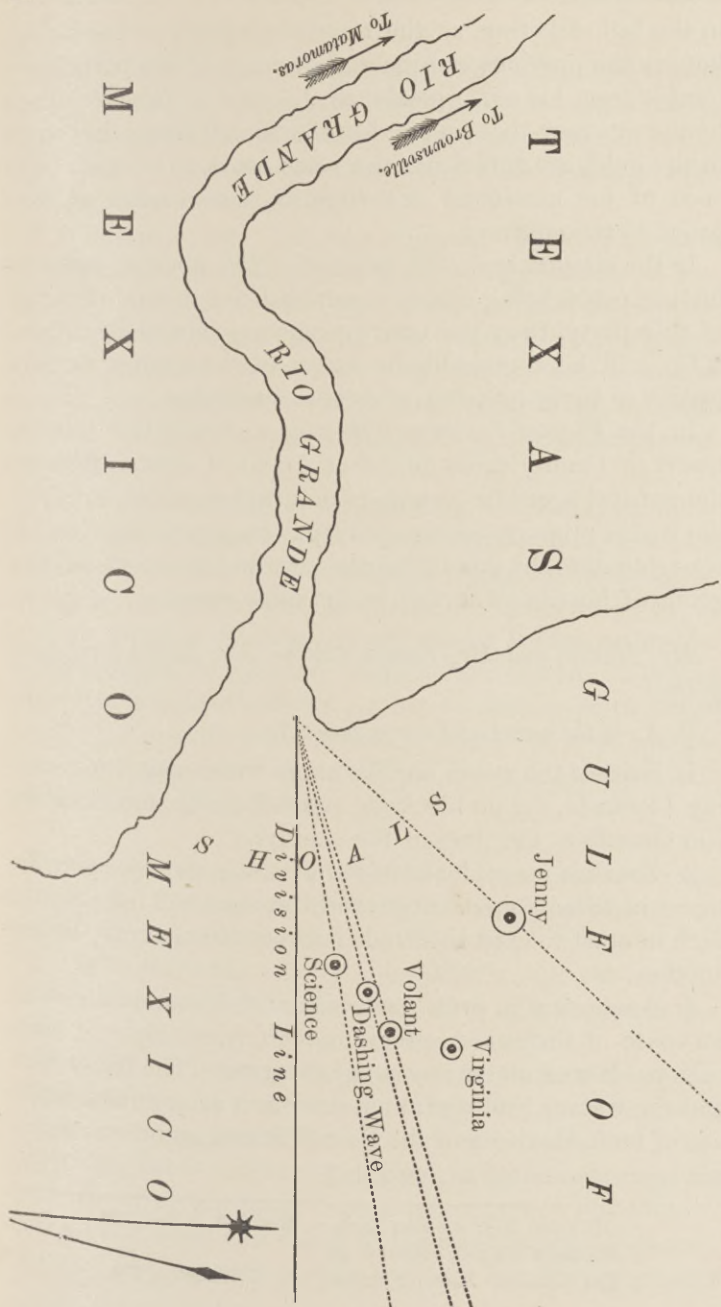 To Matamoras.
To Brownsville.
RIO GRANDE
RIO GRANDE
TEXAS
MEXICO
GULF OF
MEXICO
SHOALS
Division Line
Jenny
Virginia
Volant
Dashing Wave
Science